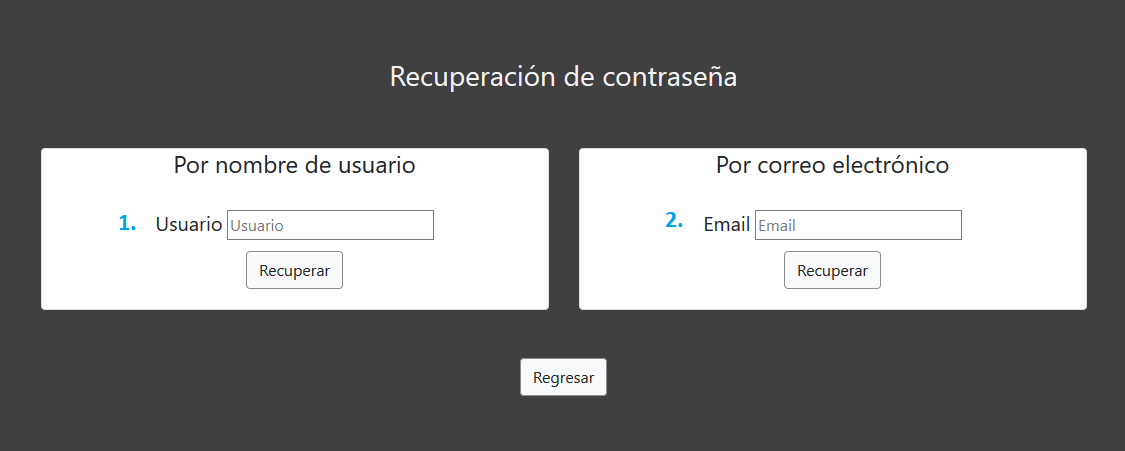 Recuperación de contraseña
Por nombre de usuario
1. Usuario Usuario
Recuperar
Por correo electrónico
2. Email Email
Recuperar
Regresar